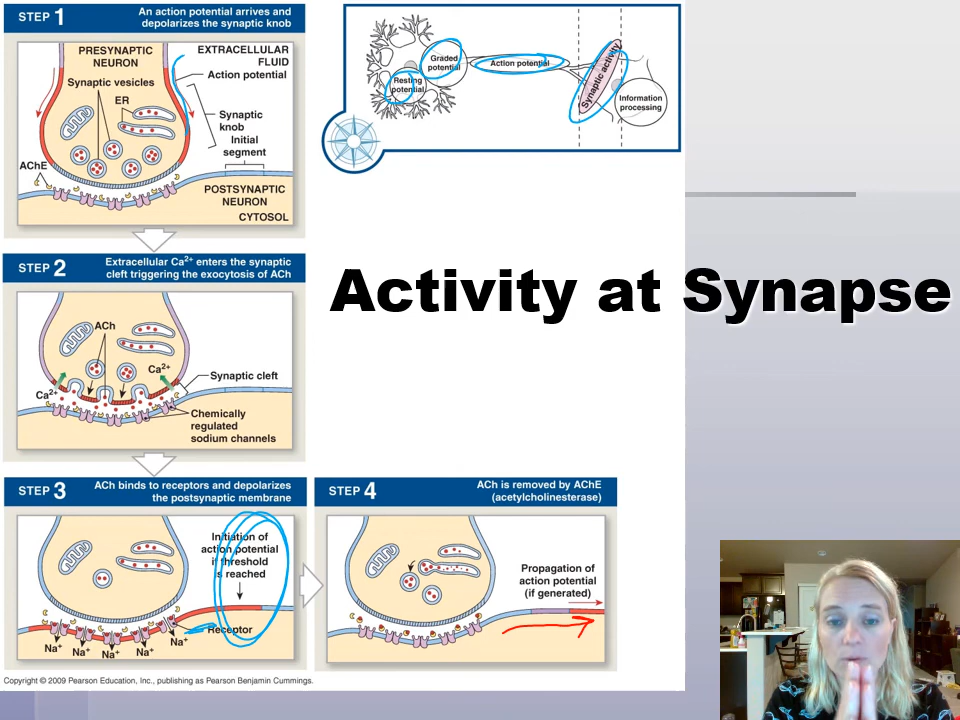 STEP 1
An action potential arrives and
depolarizes the synaptic knob
PRESYNAPTIC
NEURON
Synaptic vesicles
ER
EXTRACELLULAR
FLUID
Action potential
Synaptic
knob
Initial
segment
AChE
POSTSYNAPTIC
NEURON
CYTOSOL
Graded
potential
Resting
potential
Action potential
Synaptic activity
Information
processing
STEP 2
Extracellular Ca2+ enters the synaptic
cleft triggering the exocytosis of ACh
ACh
Ca2+
Ca2+
Synaptic cleft
Chemically
regulated
sodium channels
Activity at Synapse
STEP 3
ACh binds to receptors and depolarizes
the postsynaptic membrane
Initiation of
action potential
if threshold
is reached
Receptor
Na+
Na+
Na+
Na+
Na+
STEP 4
ACh is removed by AChE
(acetylcholinesterase)
Propagation of
action potential
(if generated)
Copyright © 2009 Pearson Education, Inc., publishing as Pearson Benjamin Cummings.